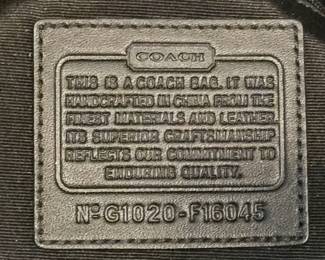 COACH
THIS IS A COACH BAG. IT WAS
HANDCRAFTED IN CHINA FROM THE
FINEST MATERIALS AND LEATHER.
ITS SUPERIOR CRAFTSMANSHIP
REFLECTS OUR COMMITMENT TO
ENDURING QUALITY.
Nº G1020-F16045